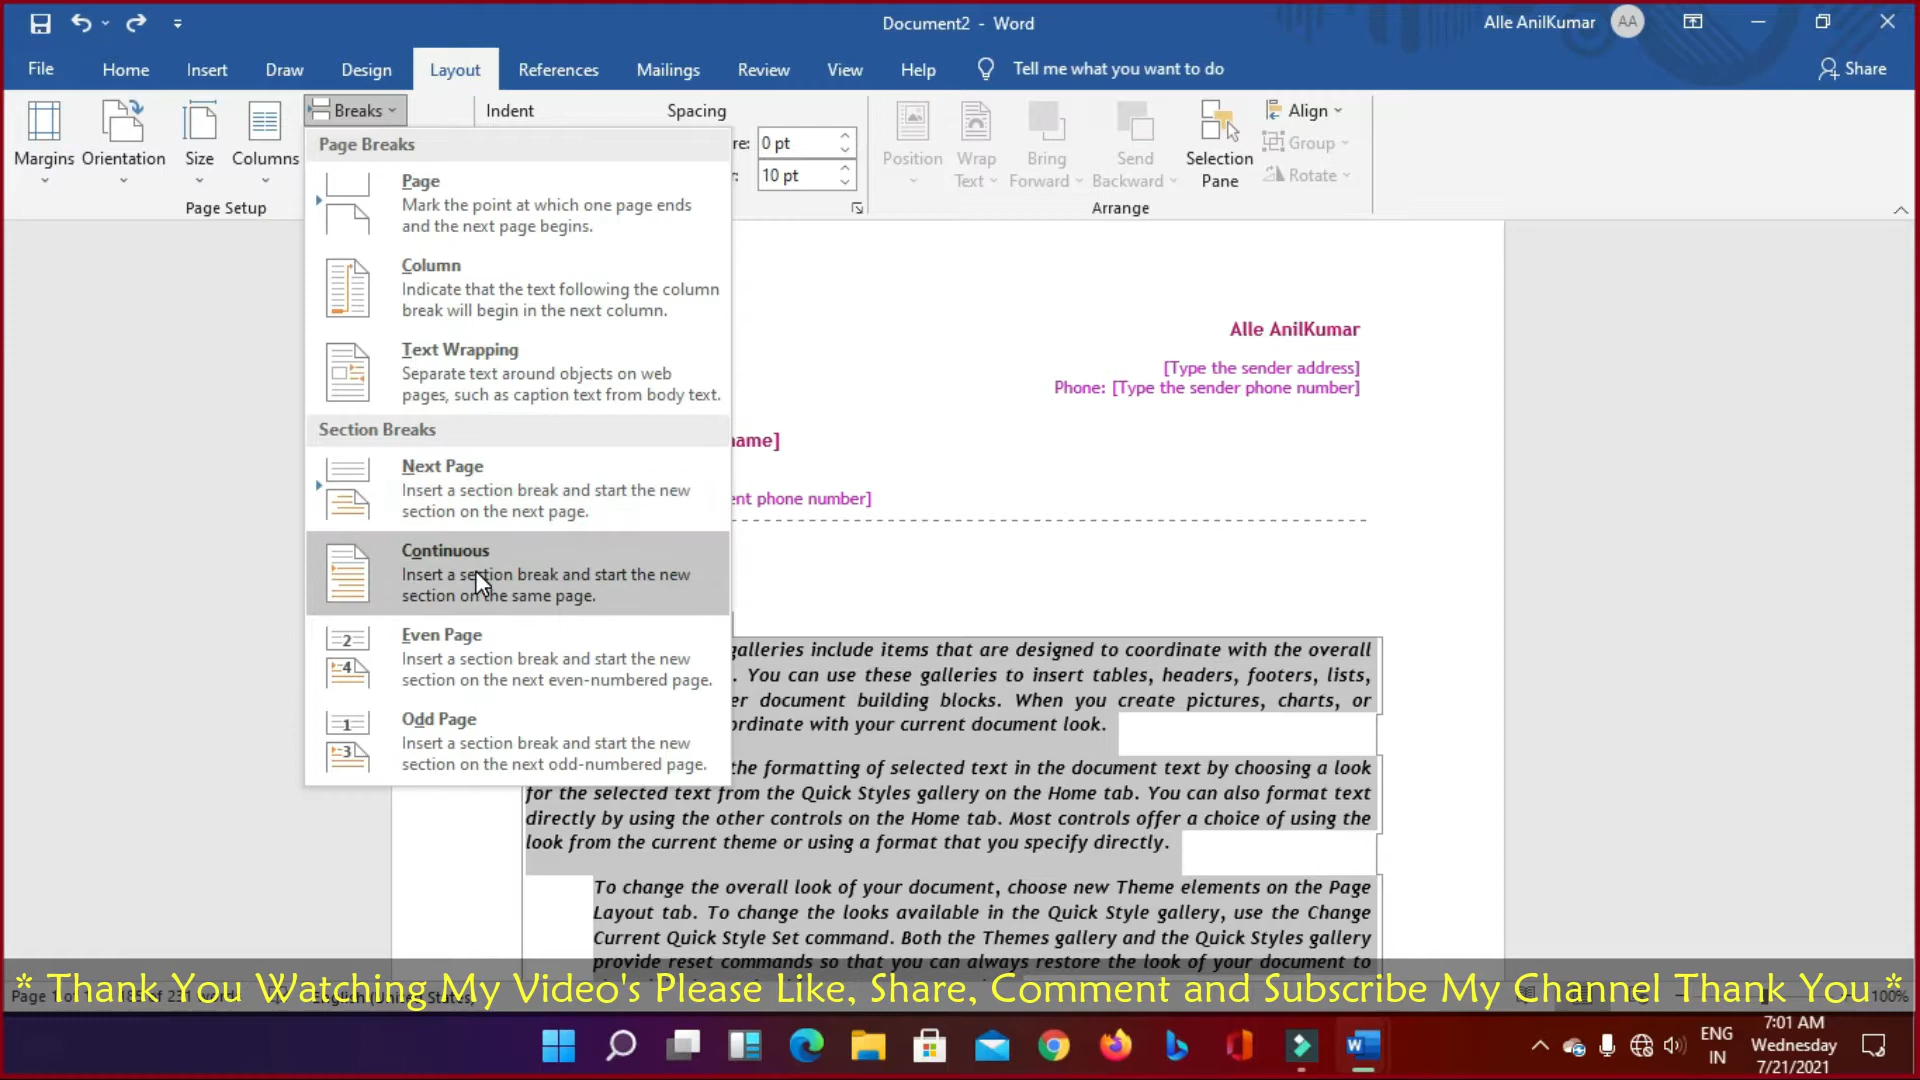 Document2 - Word
Alle AnilKumar
AA
File
Home
Insert
Draw
Design
Layout
References
Mailings
Review
View
Help
Tell me what you want to do
Share
Margins
Orientation
Size
Columns
Breaks
Page Setup
Indent
Spacing
re:
0 pt
r:
10 pt
Position
Wrap
Text
Bring
Forward
Send
Backward
Selection
Pane
Align
Group
Rotate
Arrange
Page Breaks
Page
Mark the point at which one page ends
and the next page begins.
Column
Indicate that the text following the column
break will begin in the next column.
Text Wrapping
Separate text around objects on web
pages, such as caption text from body text.
Section Breaks
Next Page
Insert a section break and start the new
section on the next page.
Continuous
Insert a section break and start the new
section on the same page.
Even Page
Insert a section break and start the new
section on the next even-numbered page.
Odd Page
Insert a section break and start the new
section on the next odd-numbered page.
Alle AnilKumar
[Type the sender address]
Phone: [Type the sender phone number]
name]
ent phone number]
galleries include items that are designed to coordinate with the overall
. You can use these galleries to insert tables, headers, footers, lists,
er document building blocks. When you create pictures, charts, or
ordinate with your current document look.
the formatting of selected text in the document text by choosing a look
for the selected text from the Quick Styles gallery on the Home tab. You can also format text
directly by using the other controls on the Home tab. Most controls offer a choice of using the
look from the current theme or using a format that you specify directly.
To change the overall look of your document, choose new Theme elements on the Page
Layout tab. To change the looks available in the Quick Style gallery, use the Change
Current Quick Style Set command. Both the Themes gallery and the Quick Styles gallery
provide reset commands so that you can always restore the look of your document to
* Thank You Watching My Video's Please Like, Share, Comment and Subscribe My Channel Thank You *
Page 1 of 185 of 231 words
English (United States)
100%
ENG
IN
7:01 AM
Wednesday
7/21/2021